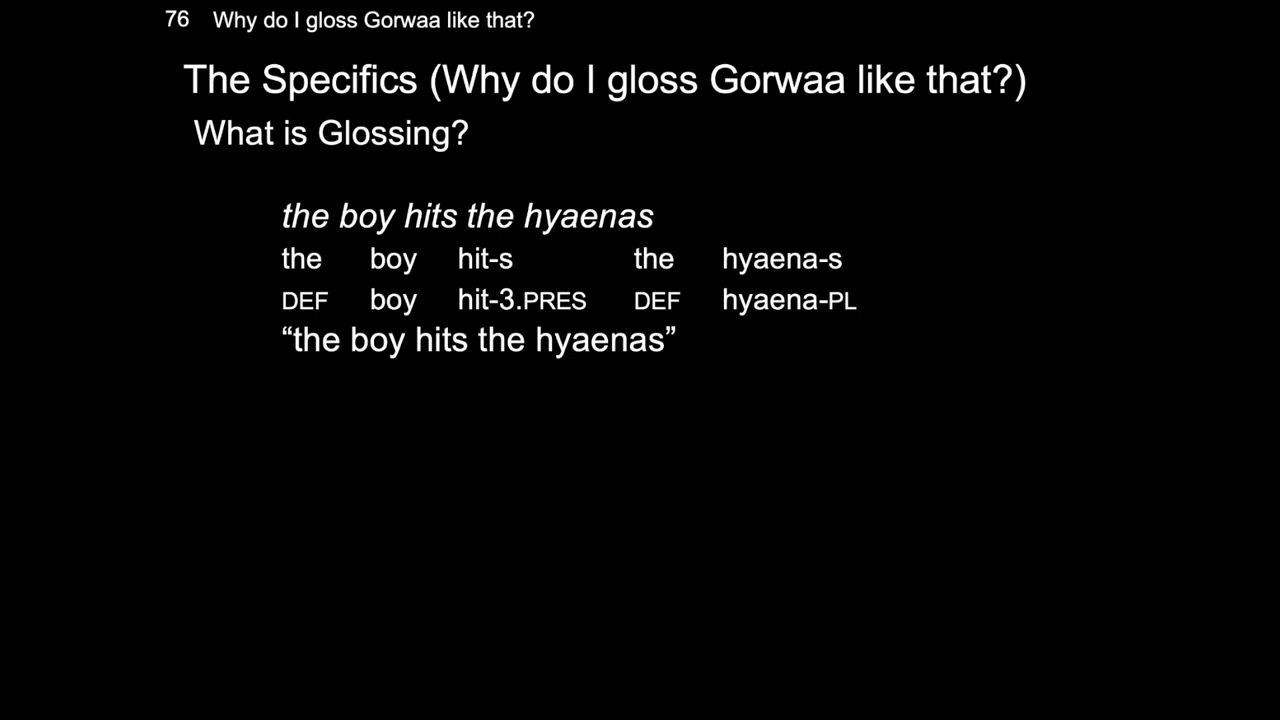 76 Why do I gloss Gorwaa like that?
The Specifics (Why do I gloss Gorwaa like that?)
What is Glossing?
the boy hits the hyaenas
the boy hit-s the hyaena-s
DEF boy hit-3.PRES DEF hyaena-PL
“the boy hits the hyaenas”